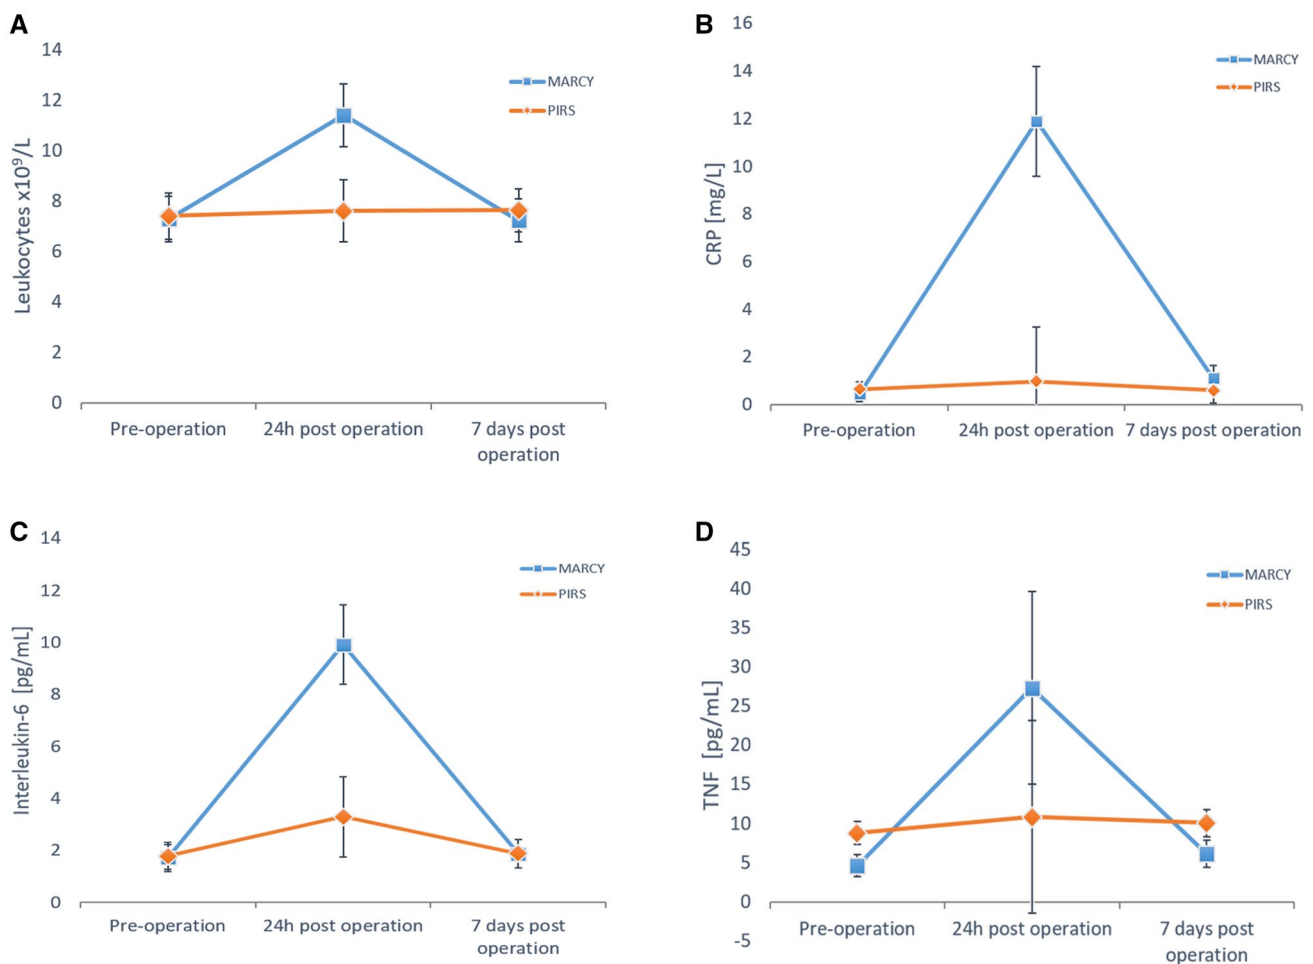 A
14
12
10
8
6
4
2
0
Leukocytes x10⁹/L
MARCY
PIRS
Pre-operation
24h post operation
7 days post
operation
B
16
14
12
10
8
6
4
2
0
CRP [mg/L]
MARCY
PIRS
Pre-operation
24h post operation
7 days post operation
C
14
12
10
8
6
4
2
0
Interleukin-6 [pg/mL]
MARCY
PIRS
Pre-operation
24h post operation
7 days post
operation
D
45
40
35
30
25
20
15
10
5
0
-5
TNF [pg/mL]
MARCY
PIRS
Pre-operation
24h post operation
7 days post
operation